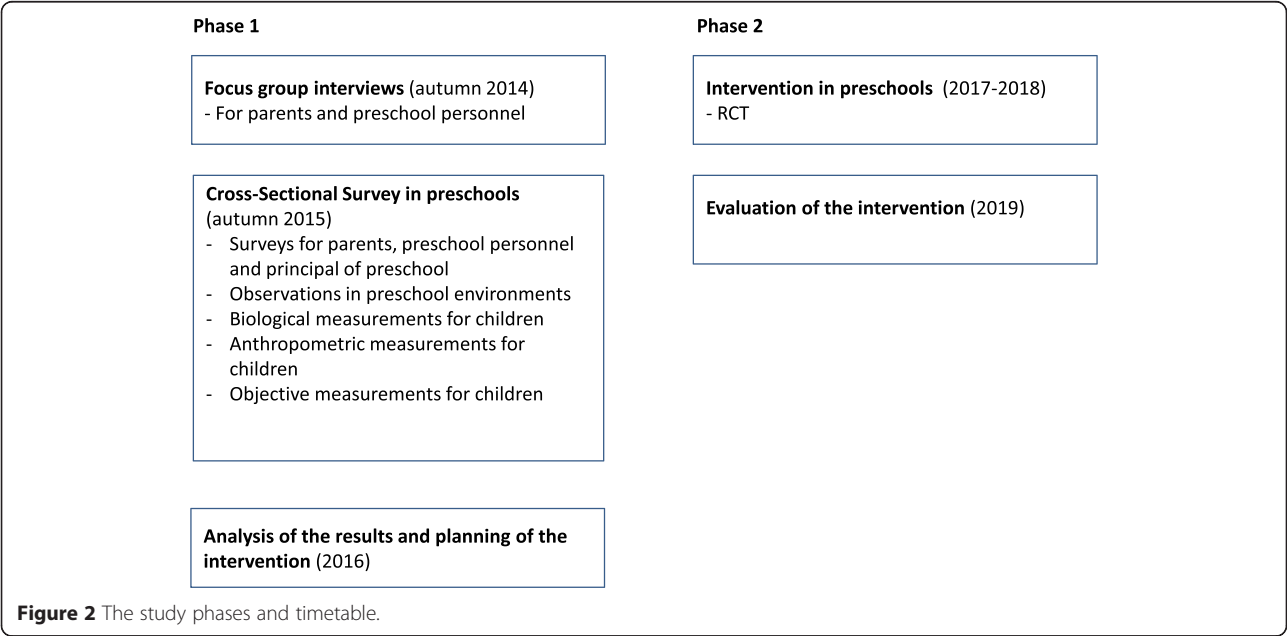 Phase 1
Focus group interviews (autumn 2014)
- For parents and preschool personnel
Cross-Sectional Survey in preschools
(autumn 2015)
- Surveys for parents, preschool personnel
and principal of preschool
- Observations in preschool environments
- Biological measurements for children
- Anthropometric measurements for
children
- Objective measurements for children
Analysis of the results and planning of the
intervention (2016)
Phase 2
Intervention in preschools (2017-2018)
- RCT
Evaluation of the intervention (2019)
Figure 2 The study phases and timetable.